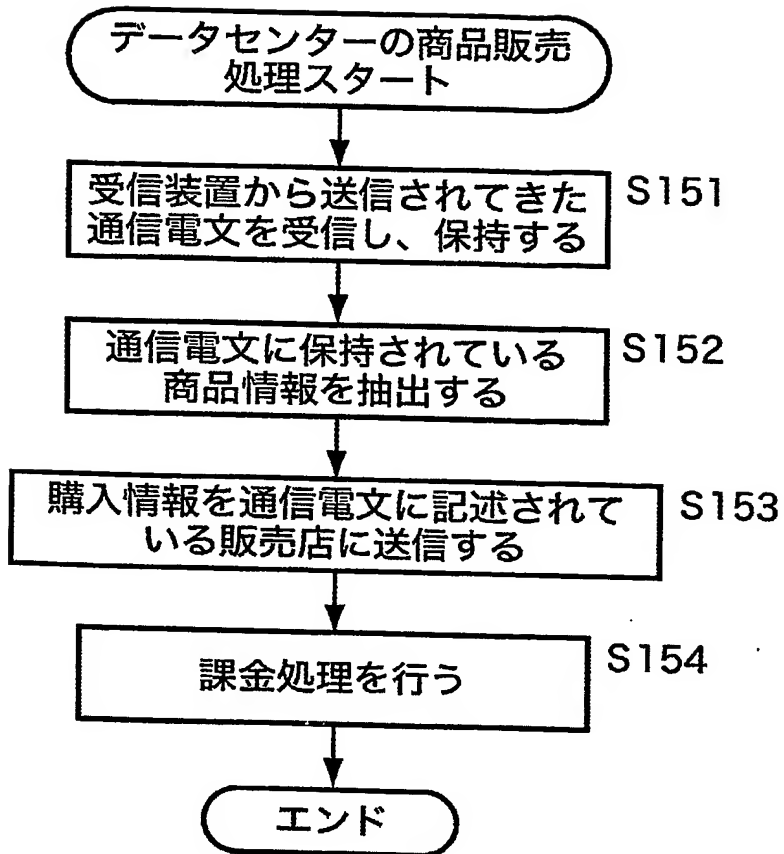 データセンターの商品販売
処理スタート
受信装置から送信されてきた
通信電文を受信し、保持する
S151
通信電文に保持されている
商品情報を抽出する
S152
購入情報を通信電文に記述されて
いる販売店に送信する
S153
課金処理を行う
S154
エンド